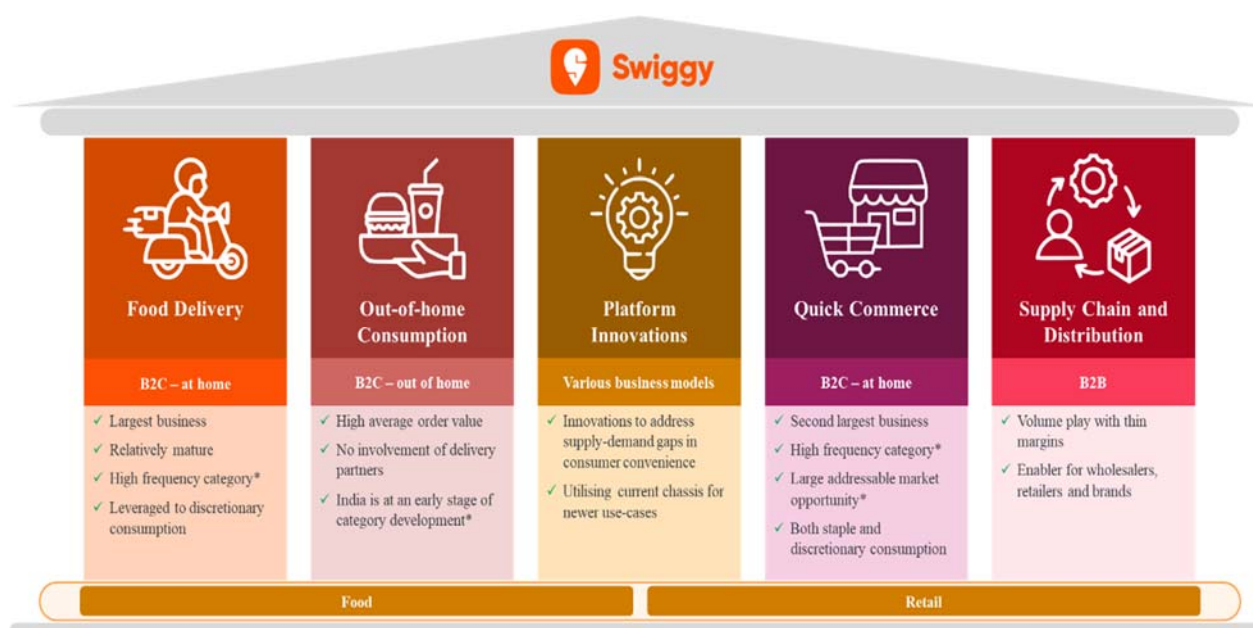 Swiggy
Food Delivery
B2C – at home
✓ Largest business
✓ Relatively mature
✓ High frequency category*
✓ Leveraged to discretionary
consumption
Out-of-home
Consumption
B2C – out of home
✓ High average order value
✓ No involvement of delivery
partners
✓ India is at an early stage of
category development*
Platform
Innovations
Various business models
✓ Innovations to address
supply-demand gaps in
consumer convenience
✓ Utilising current chassis for
newer use-cases
Quick Commerce
B2C – at home
✓ Second largest business
✓ High frequency category*
✓ Large addressable market
opportunity*
✓ Both staple and
discretionary consumption
Supply Chain and
Distribution
B2B
✓ Volume play with thin
margins
✓ Enabler for wholesalers,
retailers and brands
Food
Retail